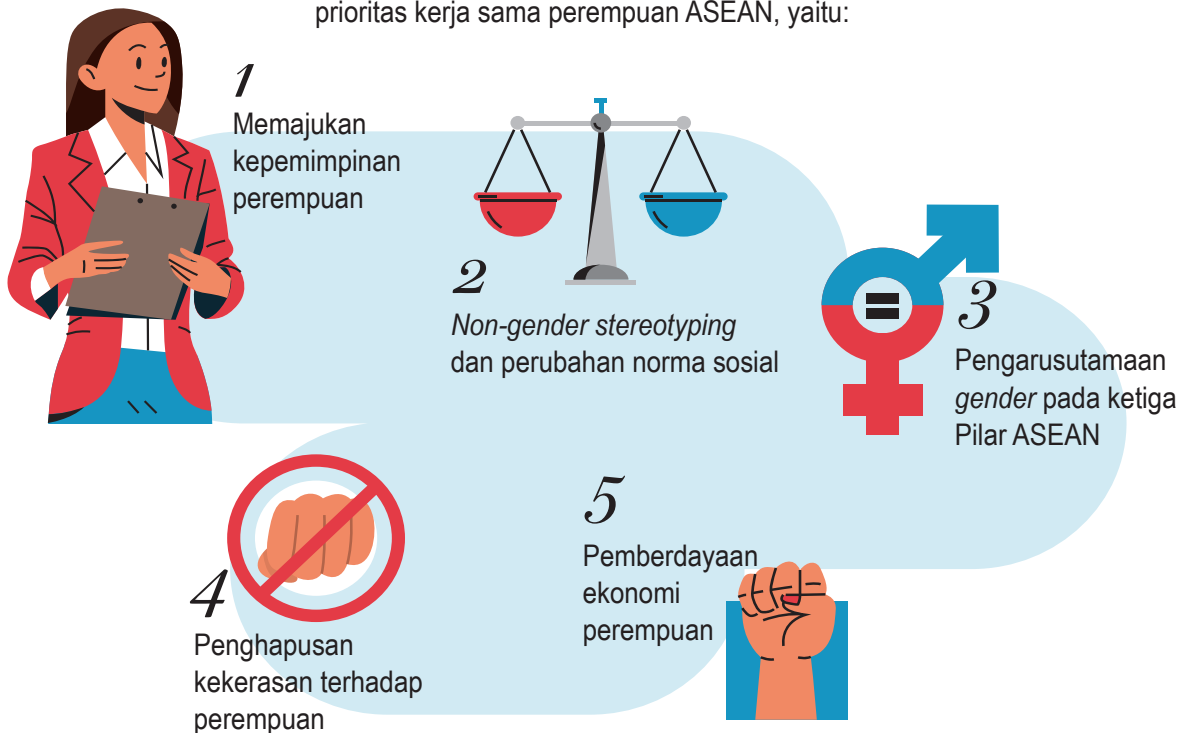 prioritas kerja sama perempuan ASEAN, yaitu:
1
Memajukan
kepemimpinan
perempuan
2
Non-gender stereotyping
dan perubahan norma sosial
3
Pengarusutamaan
gender pada ketiga
Pilar ASEAN
4
Penghapusan
kekerasan terhadap
perempuan
5
Pemberdayaan
ekonomi
perempuan